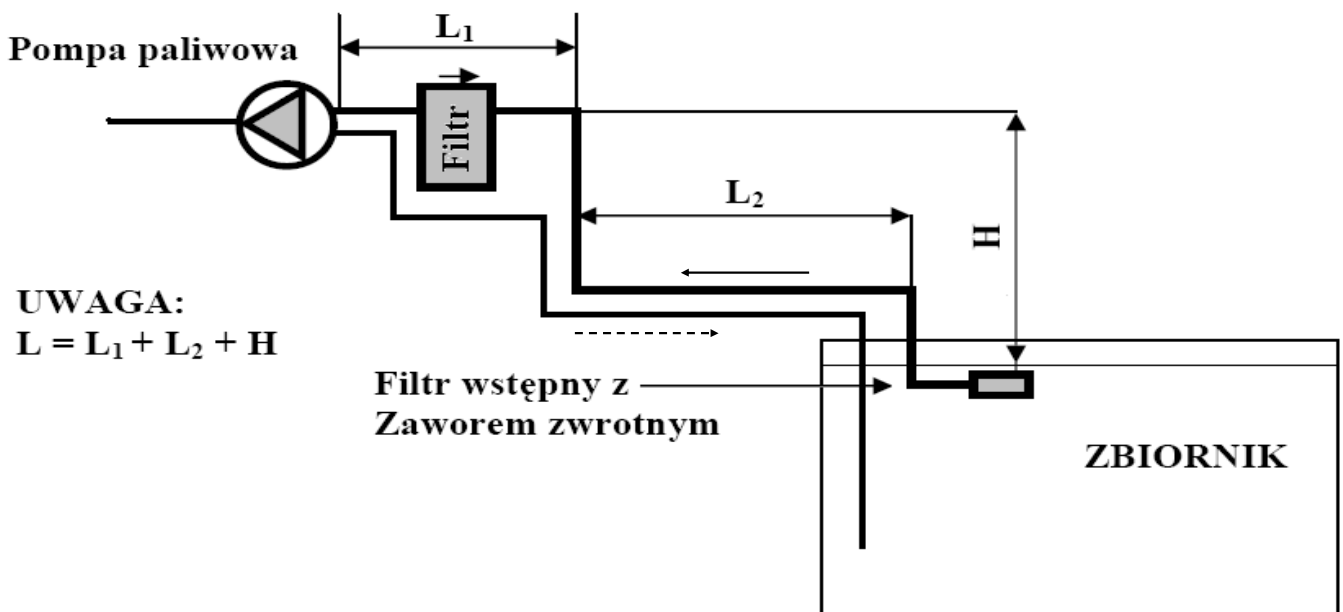 L₁
Pompa paliwowa
Filtr
L₂
H
UWAGA:
L = L₁ + L₂ + H
Filtr wstępny z
Zaworem zwrotnym
ZBIORNIK